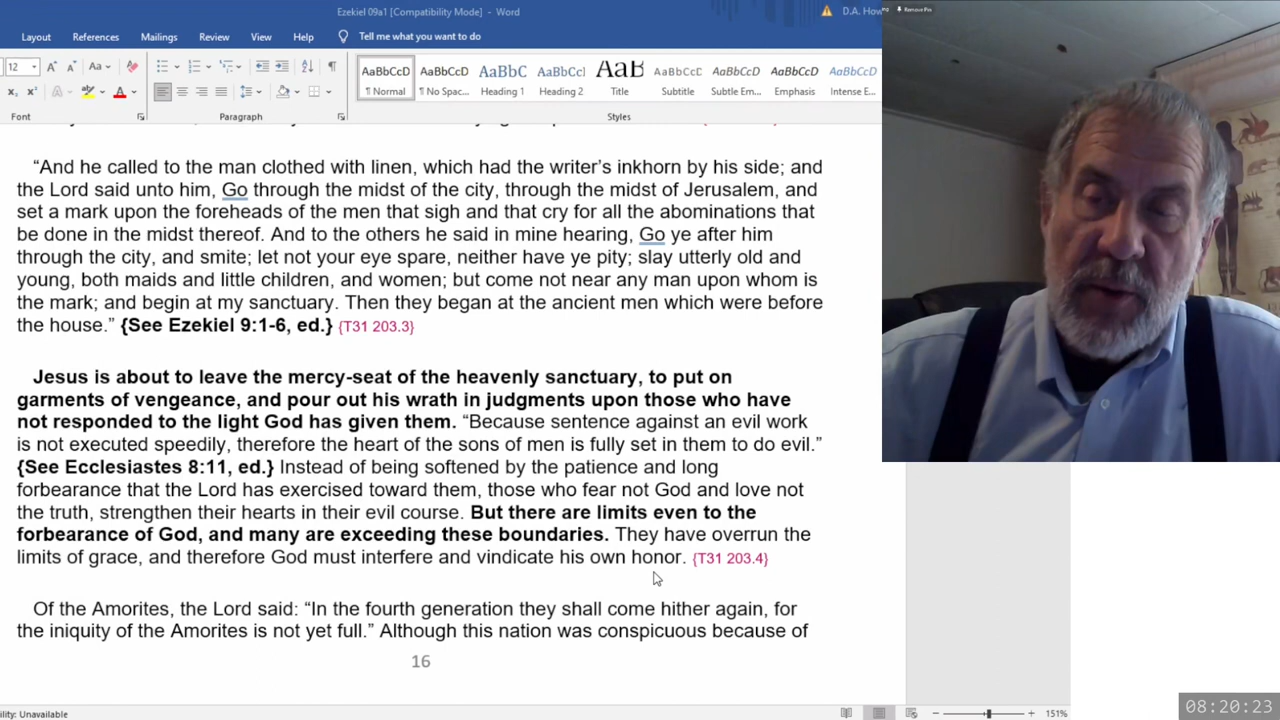 Ezekiel 09a1 [Compatibility Mode] - Word
D.A. How
Remove Pin
Layout References Mailings Review View Help Tell me what you want to do
12 Aa
AaBbCcD AaBbCcD AaBbC AaBbCcI AaB AaBbCcD AaBbCcD AaBbCcD AaBbCcD
¶ Normal ¶ No Spac... Heading 1 Heading 2 Title Subtitle Subtle Em... Emphasis Intense E...
Font Paragraph Styles
“And he called to the man clothed with linen, which had the writer’s inkhorn by his side; and
the Lord said unto him, Go through the midst of the city, through the midst of Jerusalem, and
set a mark upon the foreheads of the men that sigh and that cry for all the abominations that
be done in the midst thereof. And to the others he said in mine hearing, Go ye after him
through the city, and smite; let not your eye spare, neither have ye pity; slay utterly old and
young, both maids and little children, and women; but come not near any man upon whom is
the mark; and begin at my sanctuary. Then they began at the ancient men which were before
the house.” {See Ezekiel 9:1-6, ed.} {T31 203.3}
Jesus is about to leave the mercy-seat of the heavenly sanctuary, to put on
garments of vengeance, and pour out his wrath in judgments upon those who have
not responded to the light God has given them. “Because sentence against an evil work
is not executed speedily, therefore the heart of the sons of men is fully set in them to do evil.”
{See Ecclesiastes 8:11, ed.} Instead of being softened by the patience and long
forbearance that the Lord has exercised toward them, those who fear not God and love not
the truth, strengthen their hearts in their evil course. But there are limits even to the
forbearance of God, and many are exceeding these boundaries. They have overrun the
limits of grace, and therefore God must interfere and vindicate his own honor. {T31 203.4}
Of the Amorites, the Lord said: “In the fourth generation they shall come hither again, for
the iniquity of the Amorites is not yet full.” Although this nation was conspicuous because of
16
bility: Unavailable
151%
08:20:23